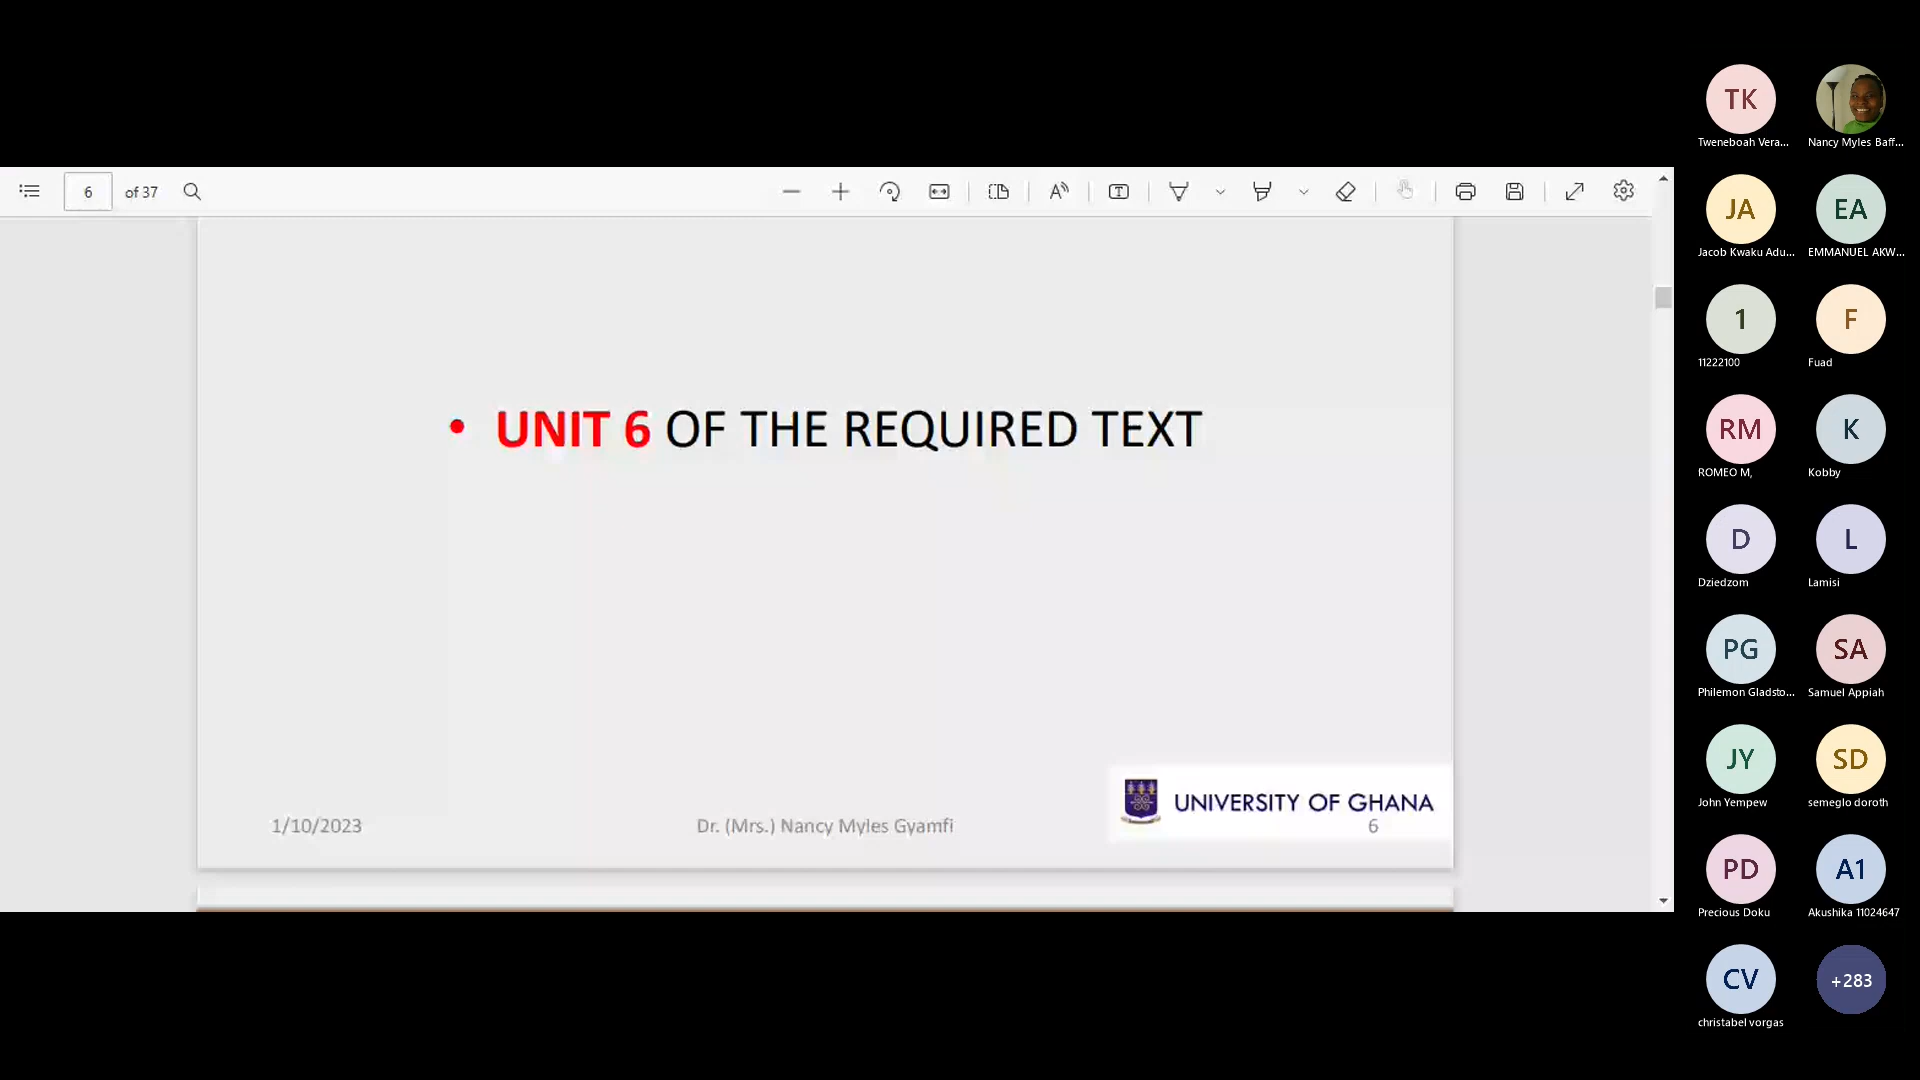 6 of 37
• UNIT 6 OF THE REQUIRED TEXT
1/10/2023
Dr. (Mrs.) Nancy Myles Gyamfi
UNIVERSITY OF GHANA
6
TK
Tweneboah Vera...
Nancy Myles Baff...
JA
Jacob Kwaku Adu...
EA
EMMANUEL AKW...
1
11222100
F
Fuad
RM
ROMEO M,
K
Kobby
D
Dziedzom
L
Lamisi
PG
Philemon Gladsto...
SA
Samuel Appiah
JY
John Yempew
SD
semeglo doroth
PD
Precious Doku
A1
Akushika 11024647
CV
christabel vorgas
+283